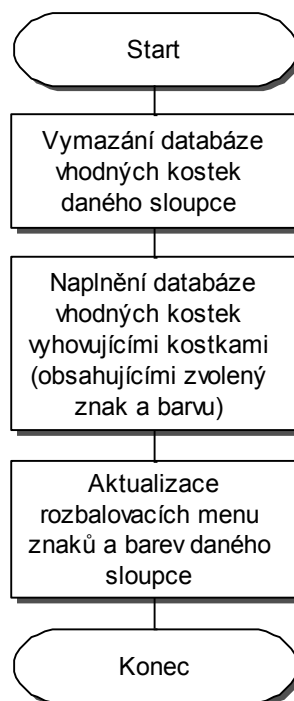 Start
Vymazání databáze
vhodných kostek
daného sloupce
Naplnění databáze
vhodných kostek
vyhovujícími kostkami
(obsahujícími zvolený
znak a barvu)
Aktualizace
rozbalovacích menu
znaků a barev daného
sloupce
Konec